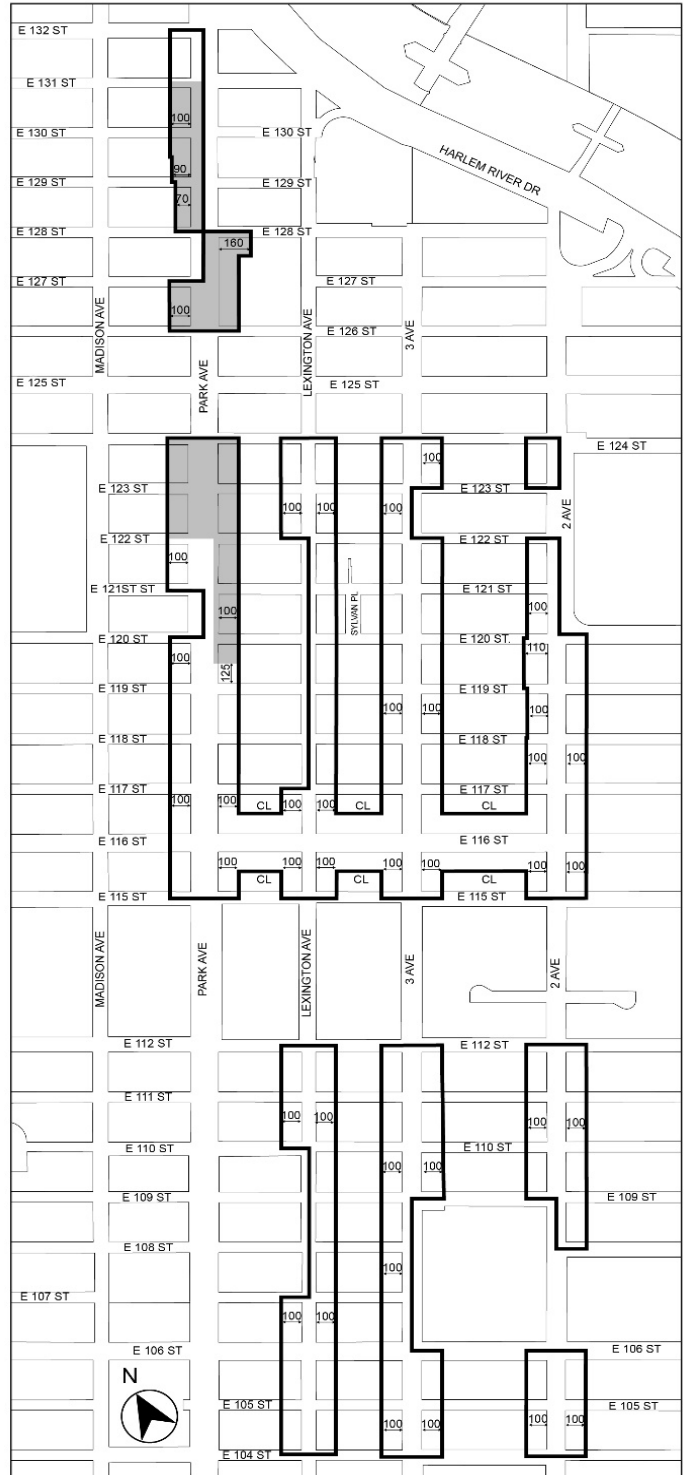 E 132 ST
E 131 ST
100
E 130 ST
E 130 ST
HARLEM RIVER DR
90
E 129 ST
E 129 ST
70
E 128 ST
E 128 ST
160
E 127 ST
E 127 ST
100
E 126 ST
MADISON AVE
PARK AVE
LEXINGTON AVE
3 AVE
E 125 ST
E 125 ST
E 124 ST
100
E 123 ST
E 123 ST
100
100
100
2 AVE
E 122 ST
E 122 ST
100
E 121ST ST
E 121 ST
SYLVAN PL
100
100
E 120 ST
E 120 ST.
100
110
125
E 119 ST
E 119 ST
100
100
100
E 118 ST
E 118 ST
100
100
E 117 ST
E 117 ST
100
100
CL
100
100
CL
CL
E 116 ST
E 116 ST
100
100
100
100
100
100
100
CL
CL
CL
E 115 ST
E 115 ST
MADISON AVE
PARK AVE
LEXINGTON AVE
3 AVE
2 AVE
E 112 ST
E 112 ST
E 111 ST
100
100
100
100
E 110 ST
E 110 ST
100
100
E 109 ST
E 109 ST
E 108 ST
100
E 107 ST
100
100
E 106 ST
E 106 ST
N
E 105 ST
E 105 ST
100
100
100
100
E 104 ST